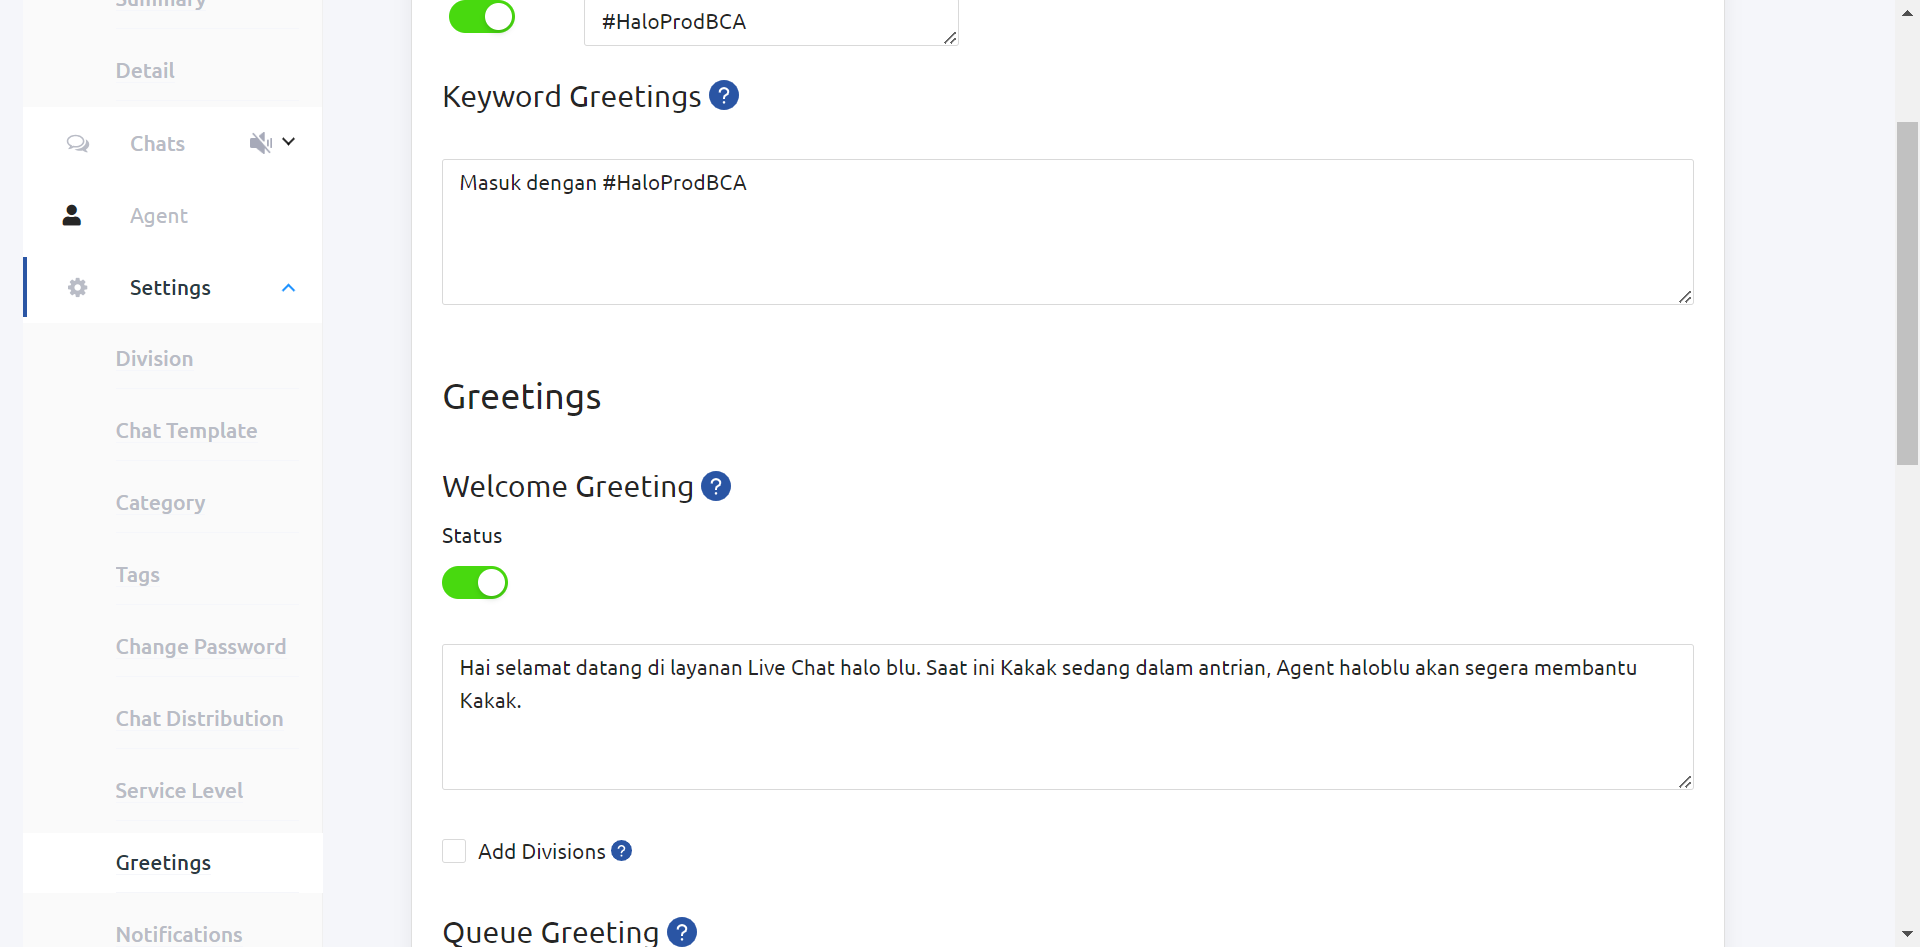 Summary
Detail
Chats
Agent
Settings
Division
Chat Template
Category
Tags
Change Password
Chat Distribution
Service Level
Greetings
Notifications
#HaloProdBCA
Keyword Greetings ?
Masuk dengan #HaloProdBCA
Greetings
Welcome Greeting ?
Status
Hai selamat datang di layanan Live Chat halo blu. Saat ini Kakak sedang dalam antrian, Agent haloblu akan segera membantu
Kakak.
Add Divisions ?
Queue Greeting ?